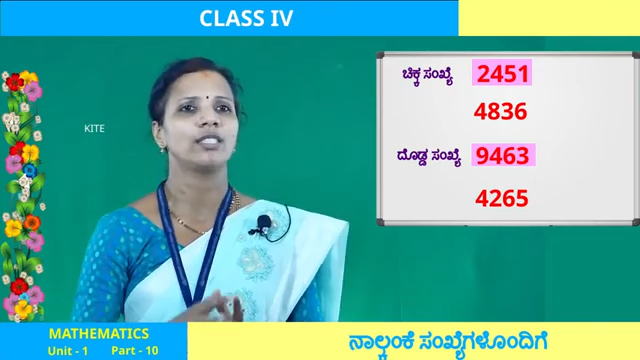 CLASS IV
KITE
ಚಿಕ್ಕ ಸಂಖ್ಯೆ 2451
4836
ದೊಡ್ಡ ಸಂಖ್ಯೆ 9463
4265
MATHEMATICS
Unit - 1 Part - 10
ನಾಲ್ಕಂಕೆ ಸಂಖ್ಯೆಗಳೊಂದಿಗೆ